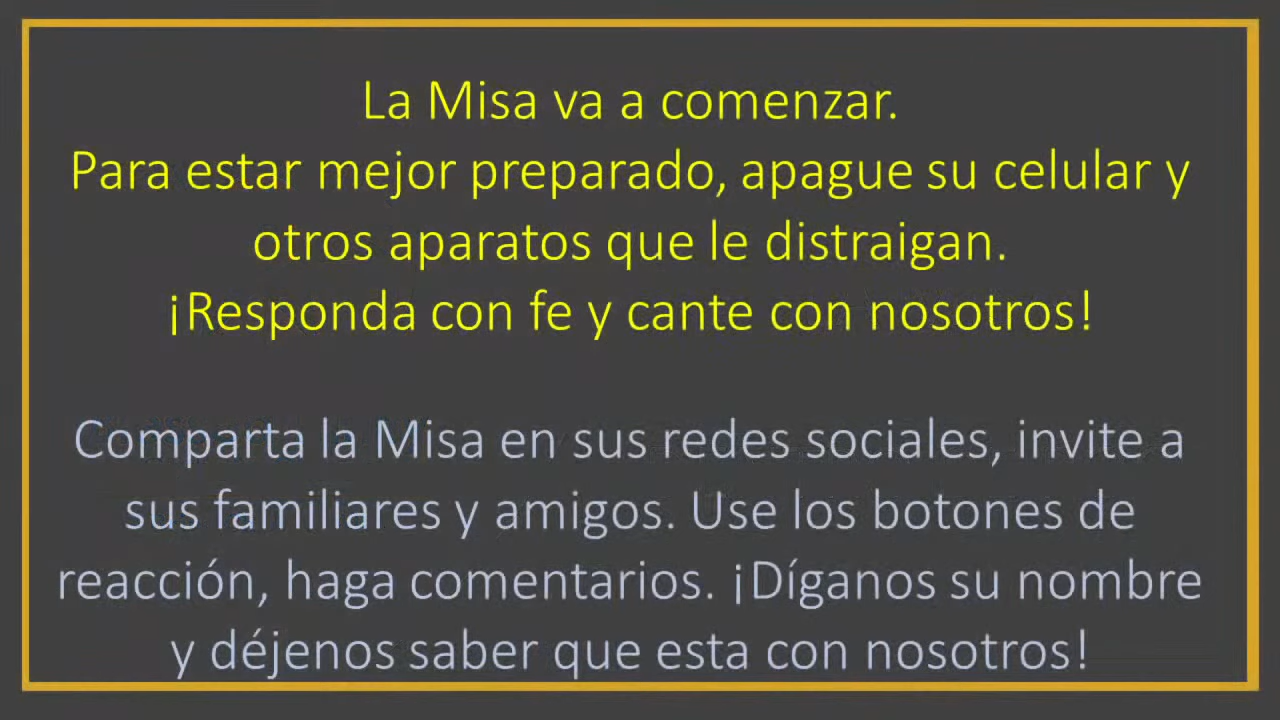 La Misa va a comenzar.
Para estar mejor preparado, apague su celular y
otros aparatos que le distraigan.
¡Responda con fe y cante con nosotros!
Comparta la Misa en sus redes sociales, invite a
sus familiares y amigos. Use los botones de
reacción, haga comentarios. ¡Díganos su nombre
y déjenos saber que esta con nosotros!